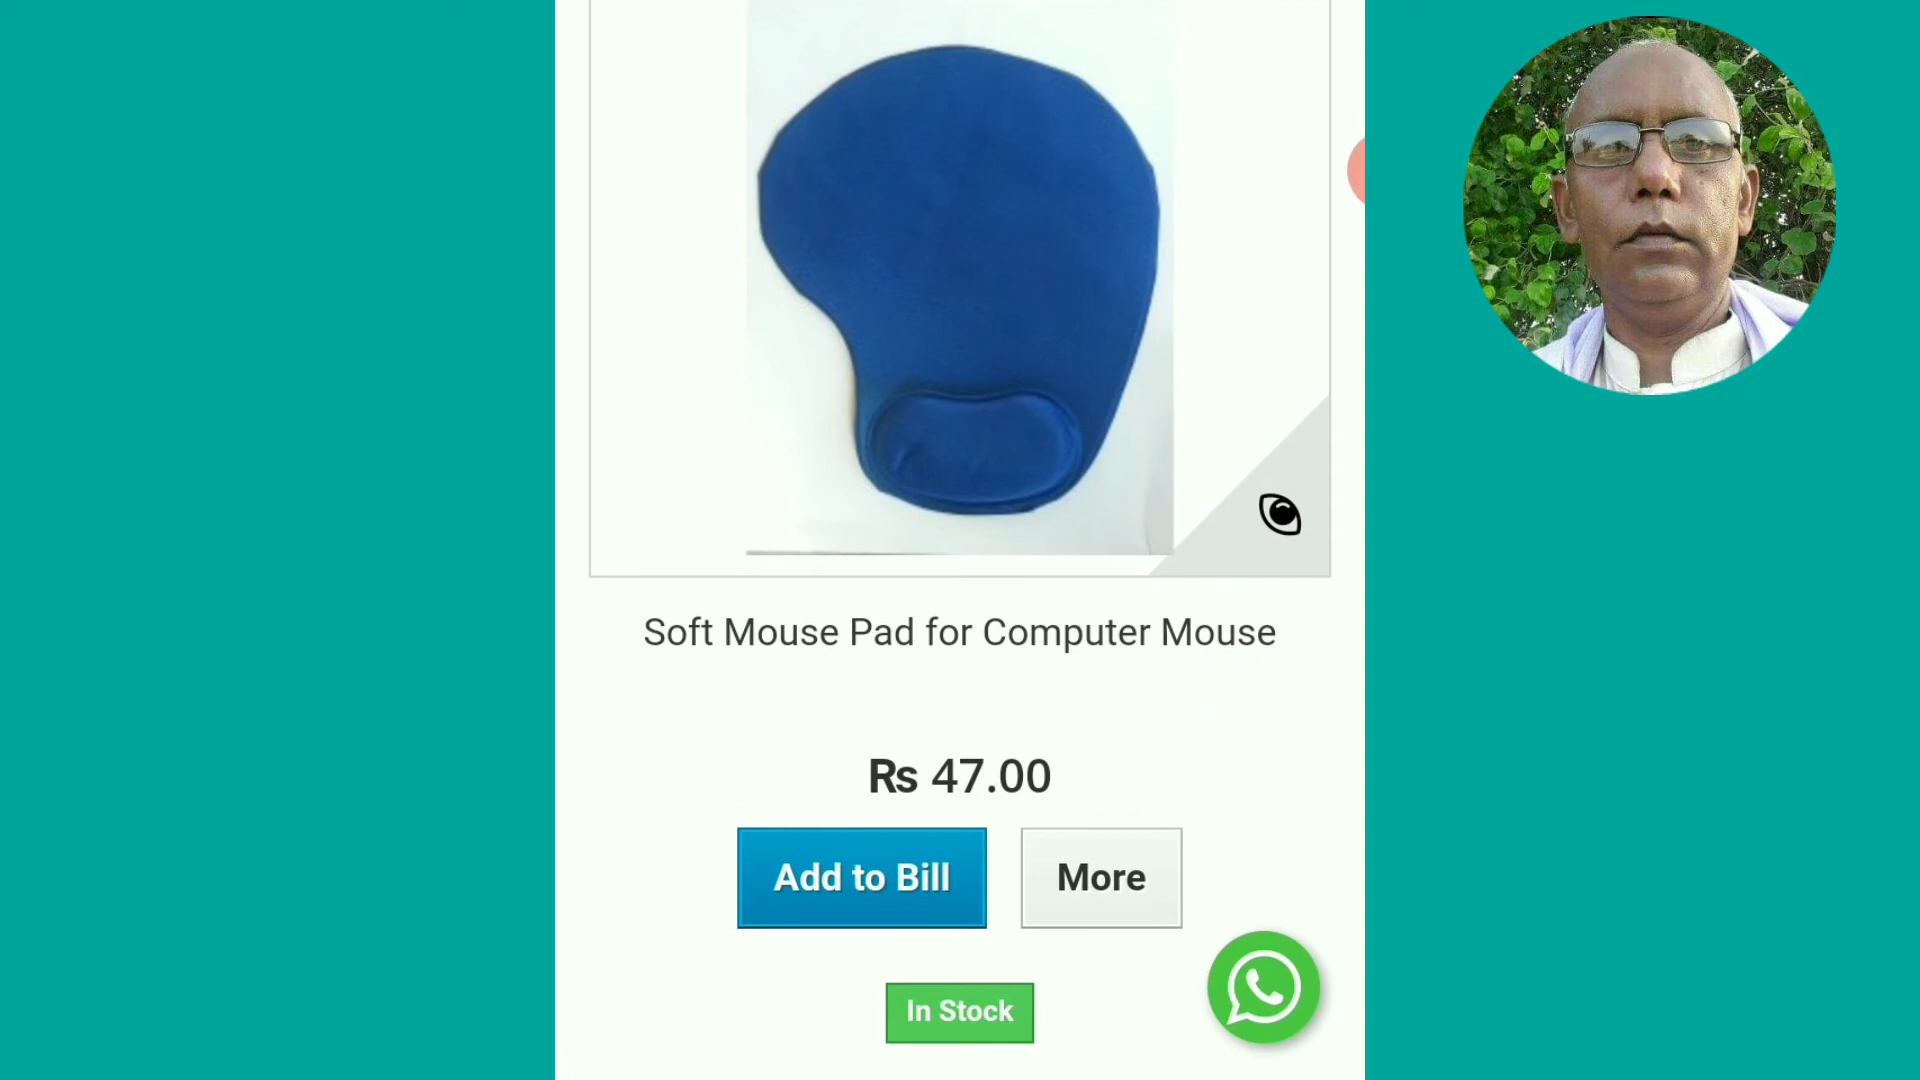 Soft Mouse Pad for Computer Mouse
Rs 47.00
Add to Bill
More
In Stock